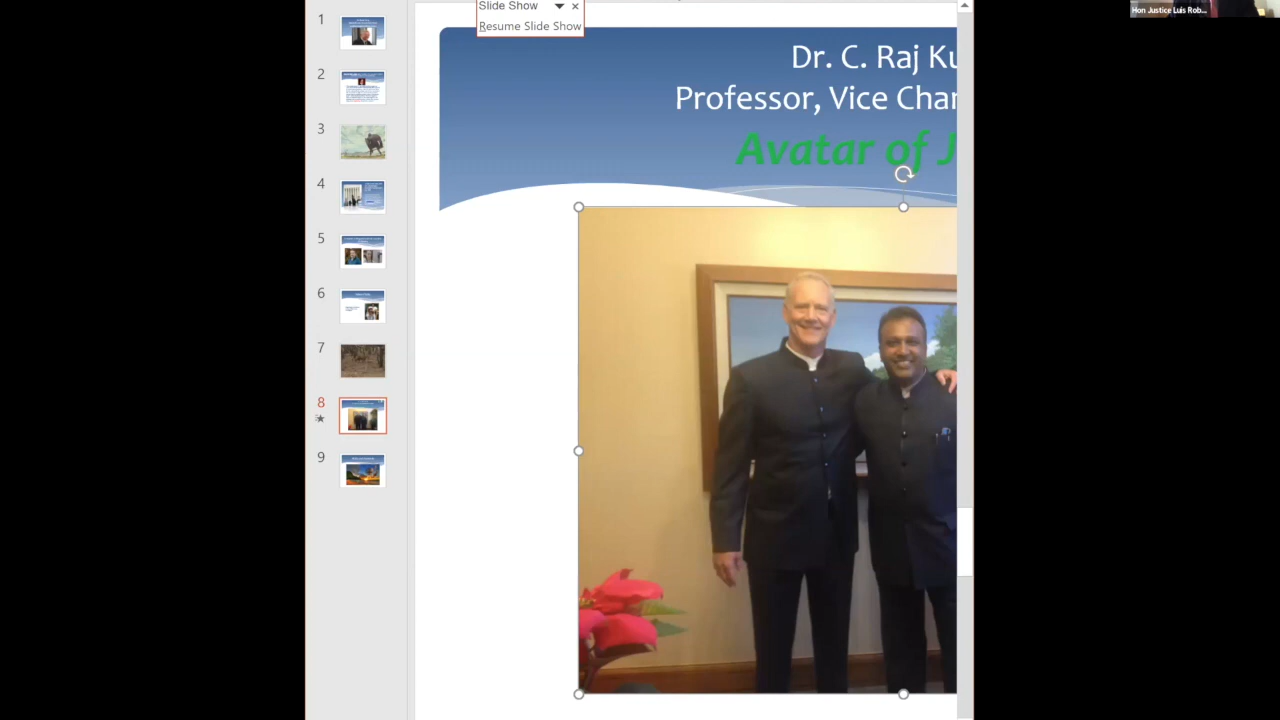 Slide Show
Resume Slide Show
Dr. C. Raj Ku
Professor, Vice Char
Avatar of J
Hon Justice Luis Rob...
1
2
3
4
5
6
7
8
9